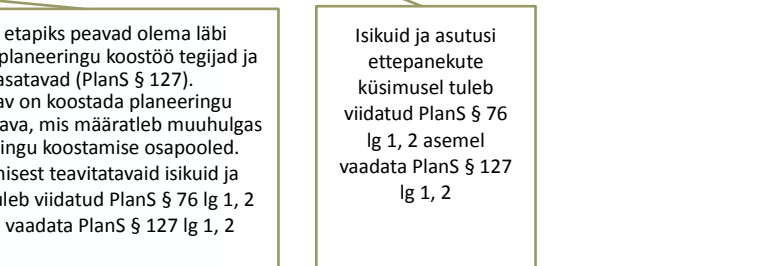 etapiks peavad olema läbi
planeeringu koostöö tegijad ja
asatavad (PlanS § 127).
av on koostada planeeringu
ava, mis määratleb muuhulgas
ingu koostamise osapooled.
nisest teavitatavaid isikuid ja
uleb viidatud PlanS § 76 lg 1, 2
vaadata PlanS § 127 lg 1, 2
Isikuid ja asutusi
ettepanekute
küsimusel tuleb
viidatud PlanS § 76
lg 1, 2 asemel
vaadata PlanS § 127
lg 1, 2